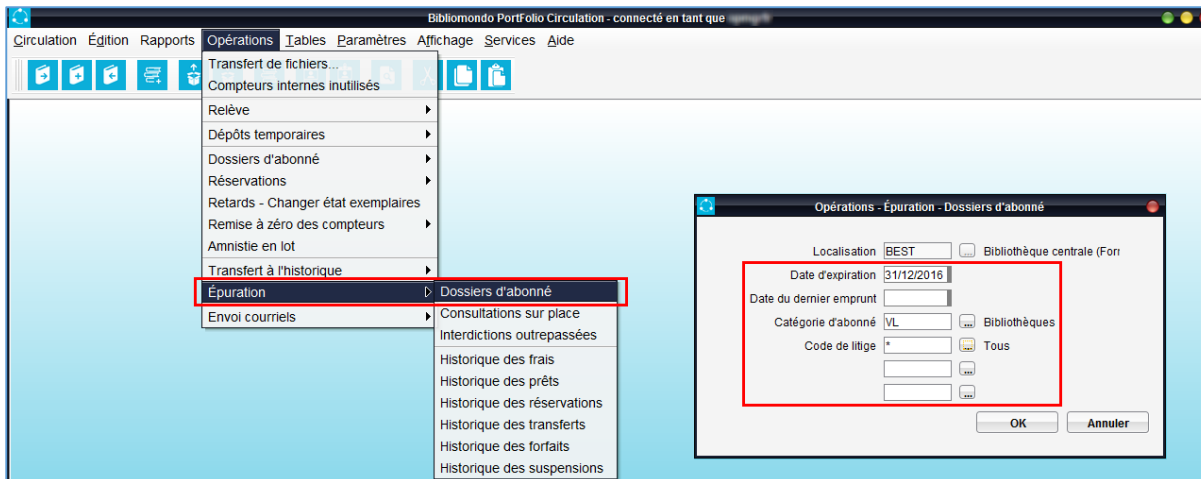 Bibliomondo PortFolio Circulation - connecté en tant que
Circulation Édition Rapports Opérations Tables Paramètres Affichage Services Aide
Transfert de fichiers...
Compteurs internes inutilisés
Relève
Dépôts temporaires
Dossiers d'abonné
Réservations
Retards - Changer état exemplaires
Remise à zéro des compteurs
Amnistie en lot
Transfert à l'historique
Épuration
Envoi courriels
Dossiers d'abonné
Consultations sur place
Interdictions outrepassées
Historique des frais
Historique des prêts
Historique des réservations
Historique des transferts
Historique des forfaits
Historique des suspensions
Opérations - Épuration - Dossiers d'abonné
Localisation BEST ... Bibliothèque centrale (Forr
Date d'expiration 31/12/2016
Date du dernier emprunt
Catégorie d'abonné VL ... Bibliothèques
Code de litige * ... Tous
...
...
OK Annuler